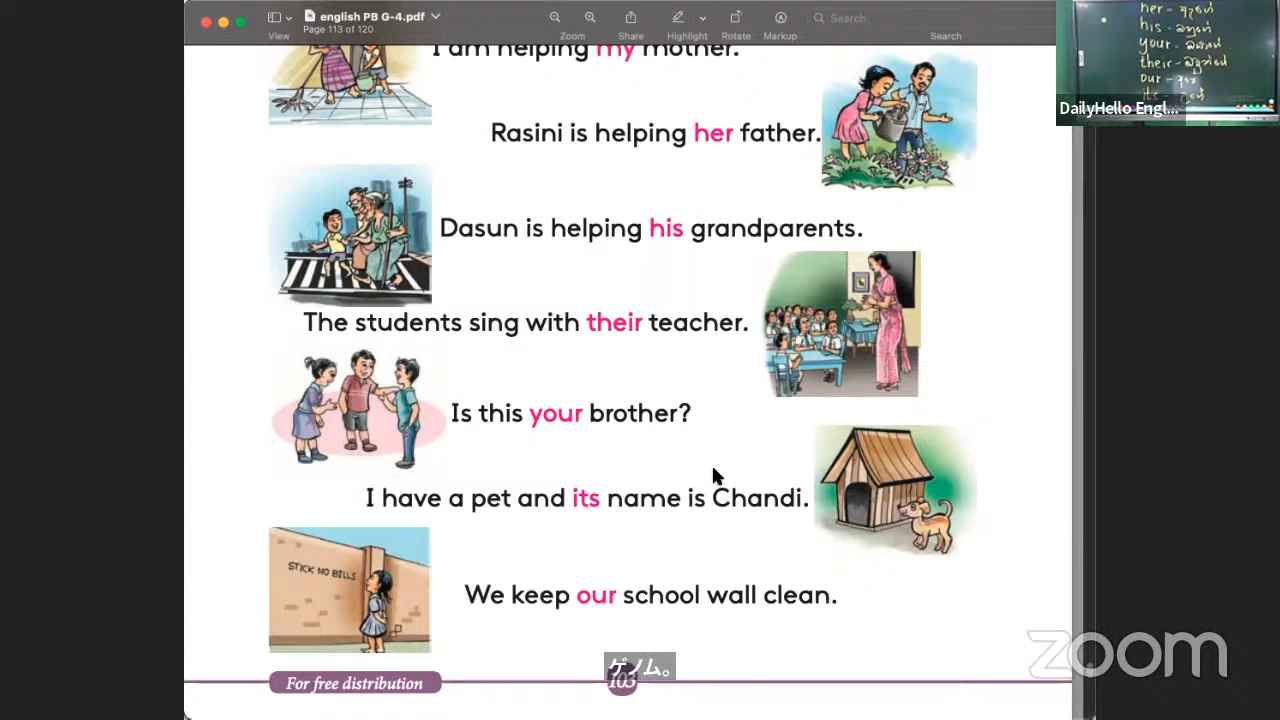 english PB G-4.pdf
Page 113 of 120
View
Zoom
Share
Highlight
Rotate
Markup
Search
Search
I am helping my mother.
Rasini is helping her father.
Dasun is helping his grandparents.
The students sing with their teacher.
Is this your brother?
I have a pet and its name is Chandi.
STICK NO BILLS
We keep our school wall clean.
For free distribution
103
ゲノム。
her -
his -
your -
their -
our -
its -
DailyHello Engl...
zoom